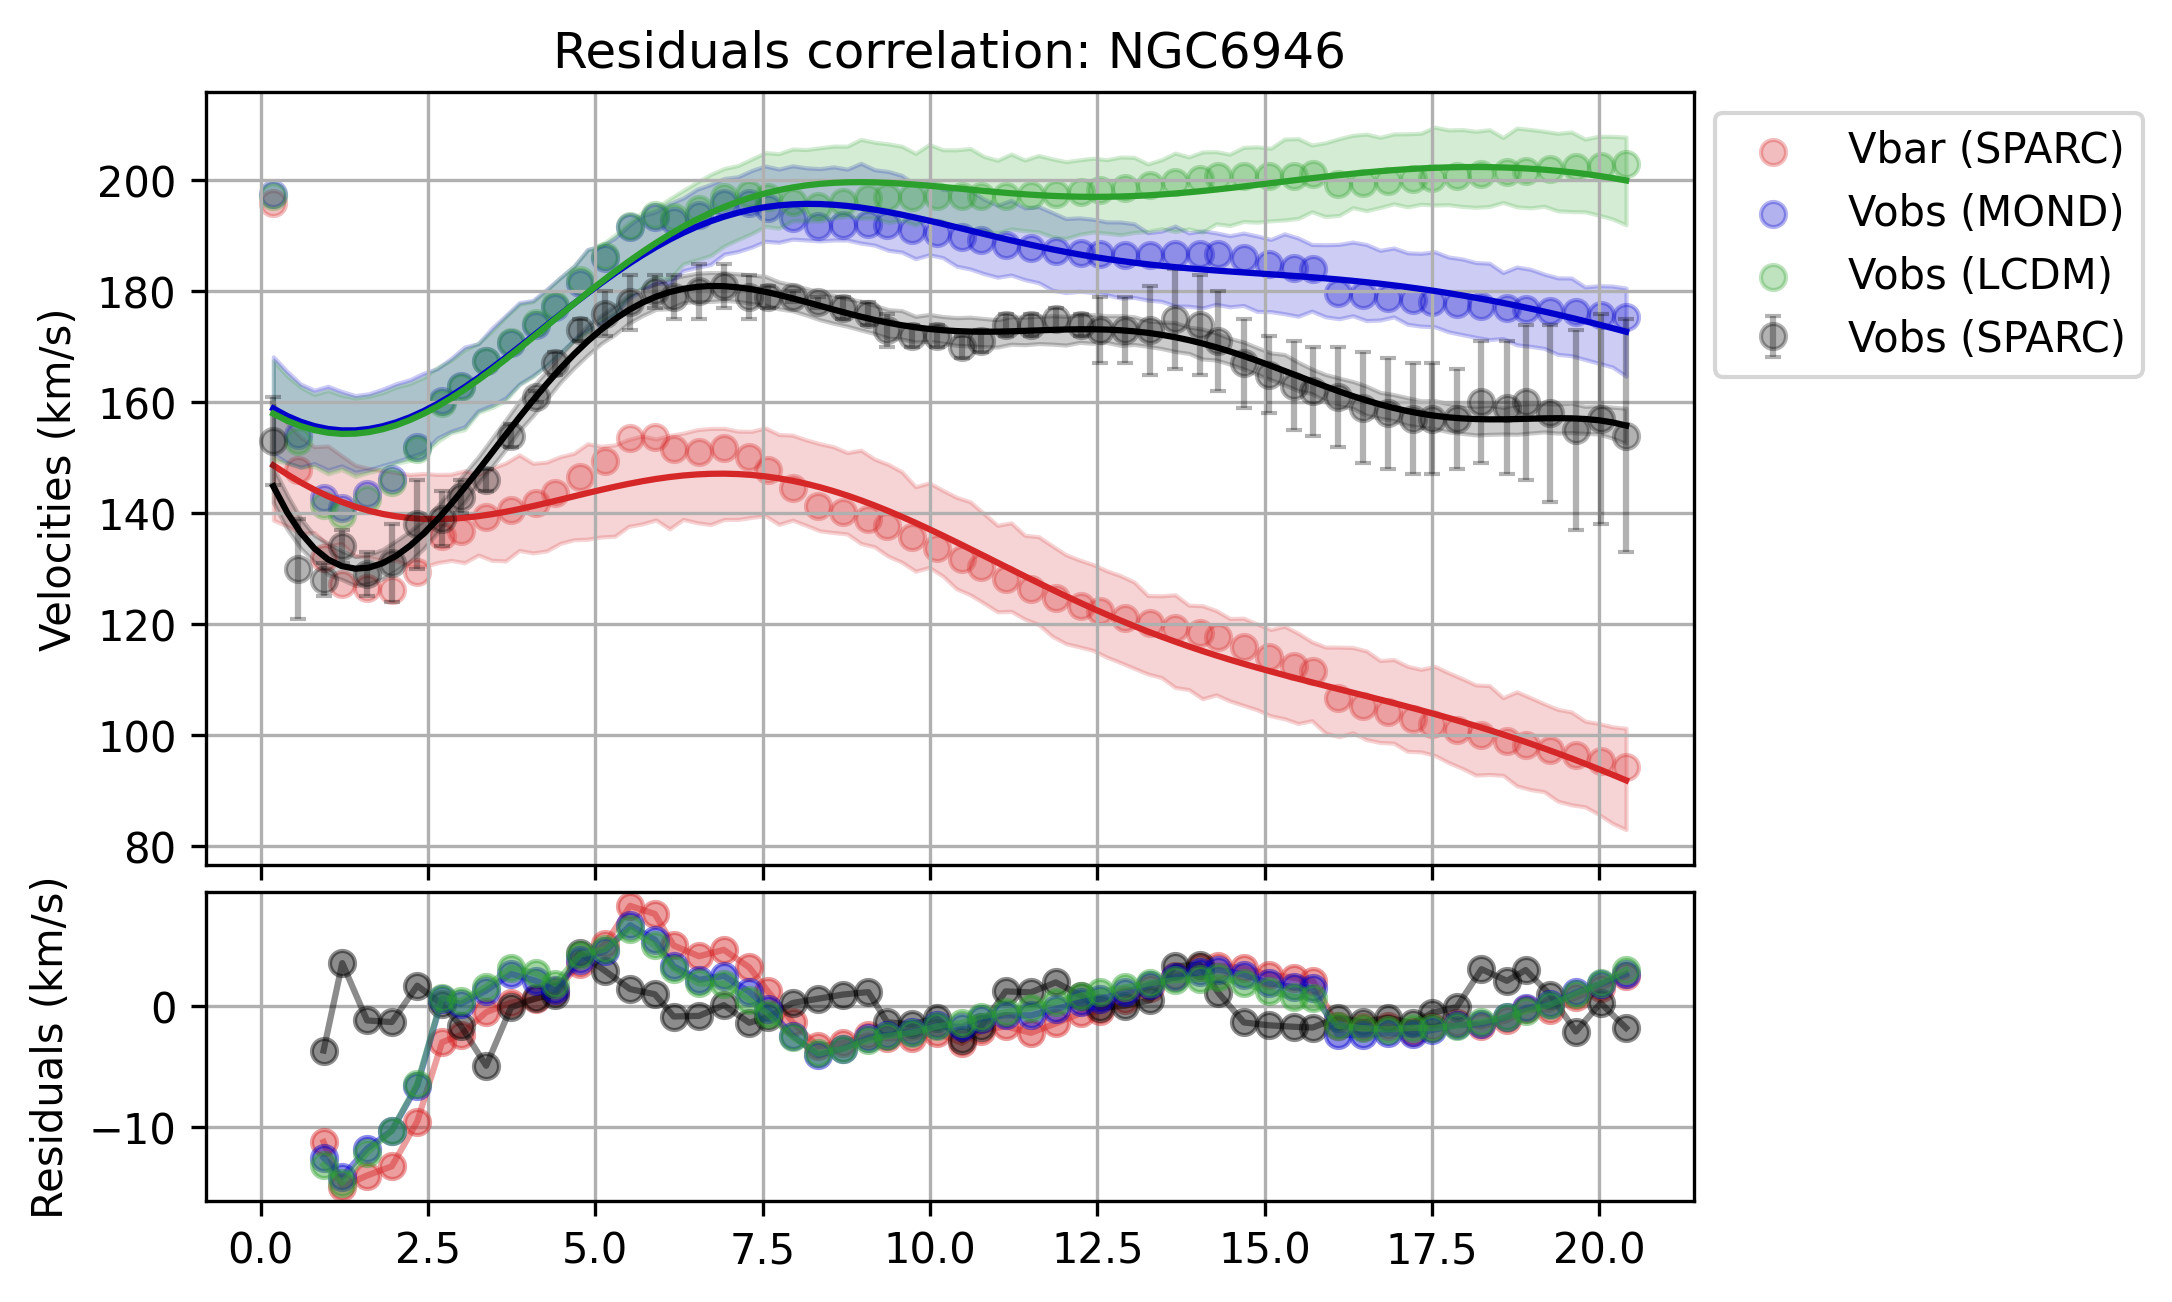 Residuals correlation: NGC6946
Velocities (km/s)
200
180
160
140
120
100
80
Vbar (SPARC)
Vobs (MOND)
Vobs (LCDM)
Vobs (SPARC)
Residuals (km/s)
0
−10
0.0 2.5 5.0 7.5 10.0 12.5 15.0 17.5 20.0